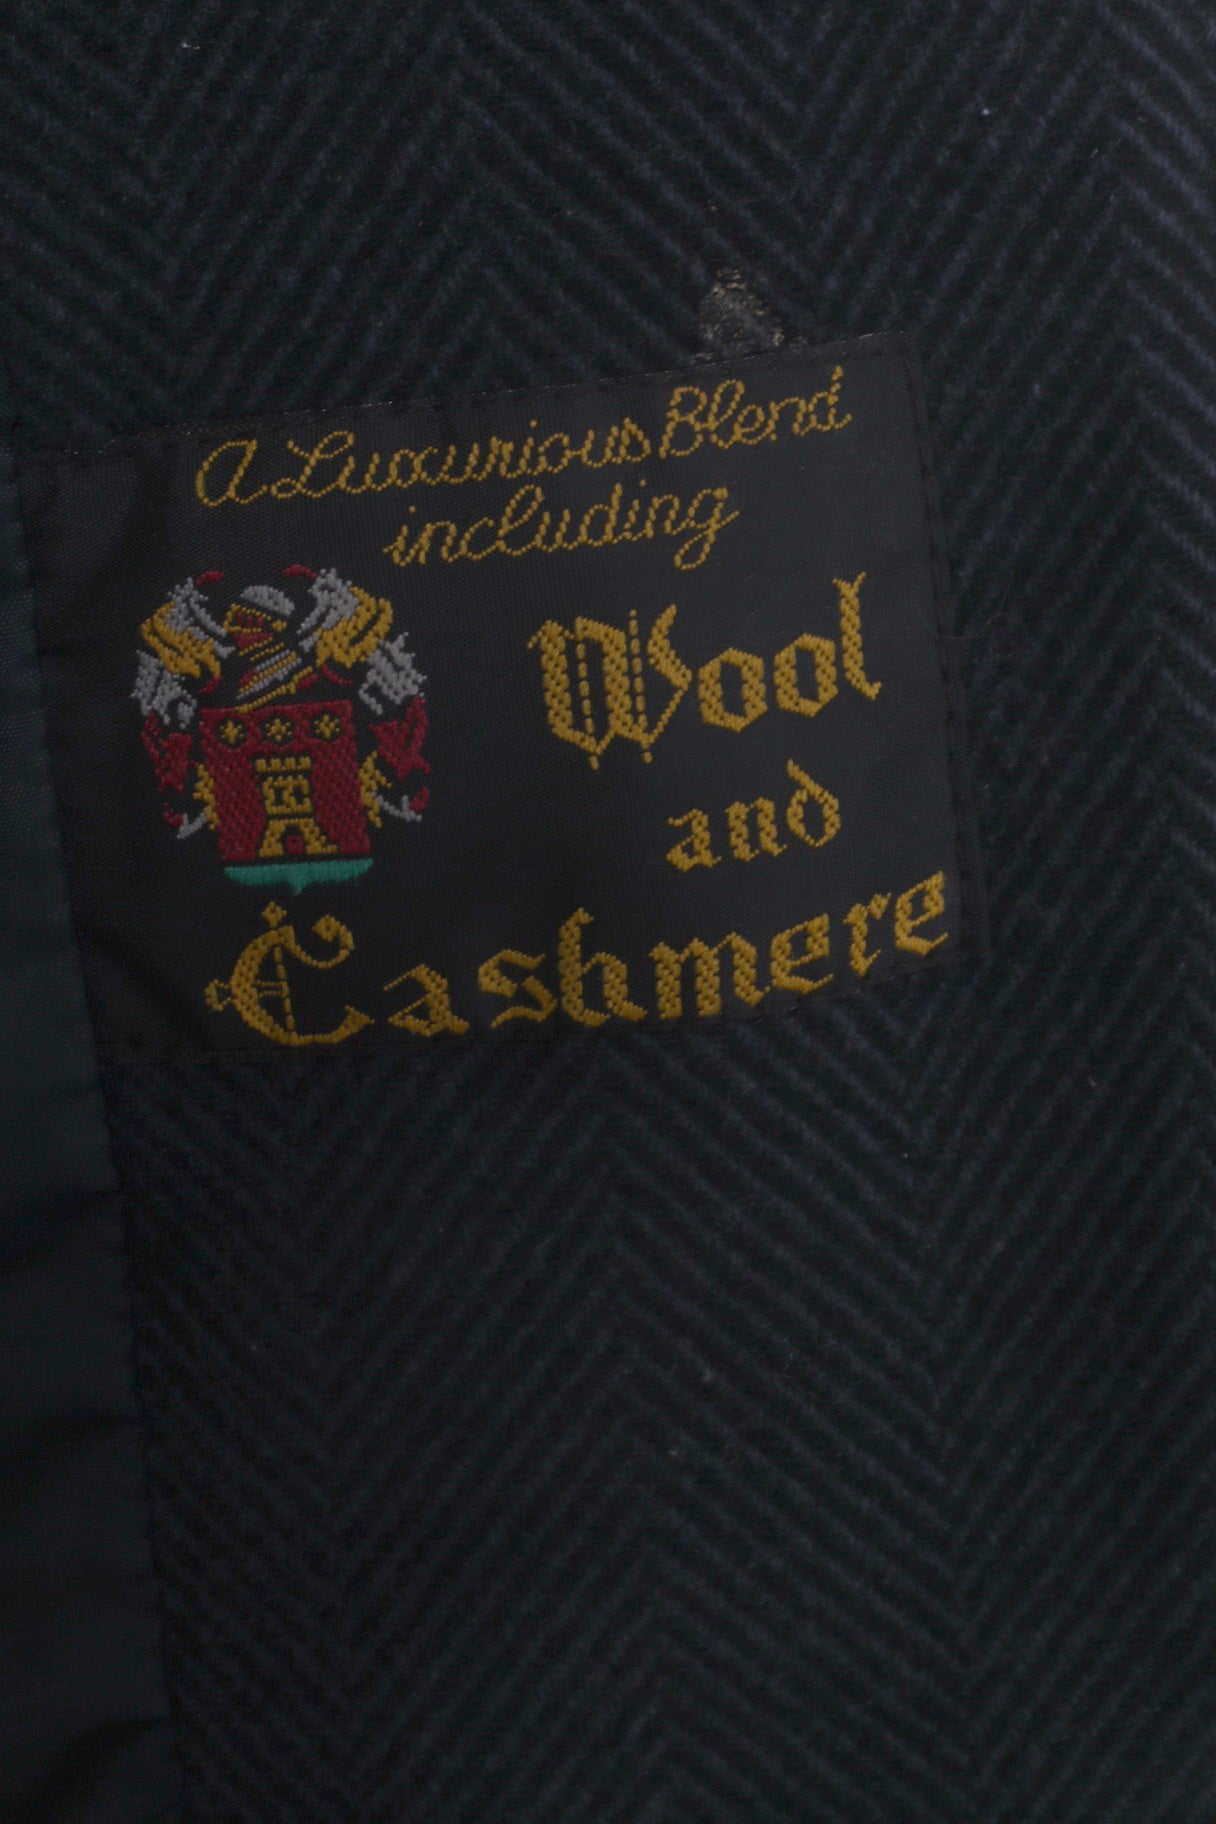 A Luxurious Blend
including
Wool
and
Cashmere